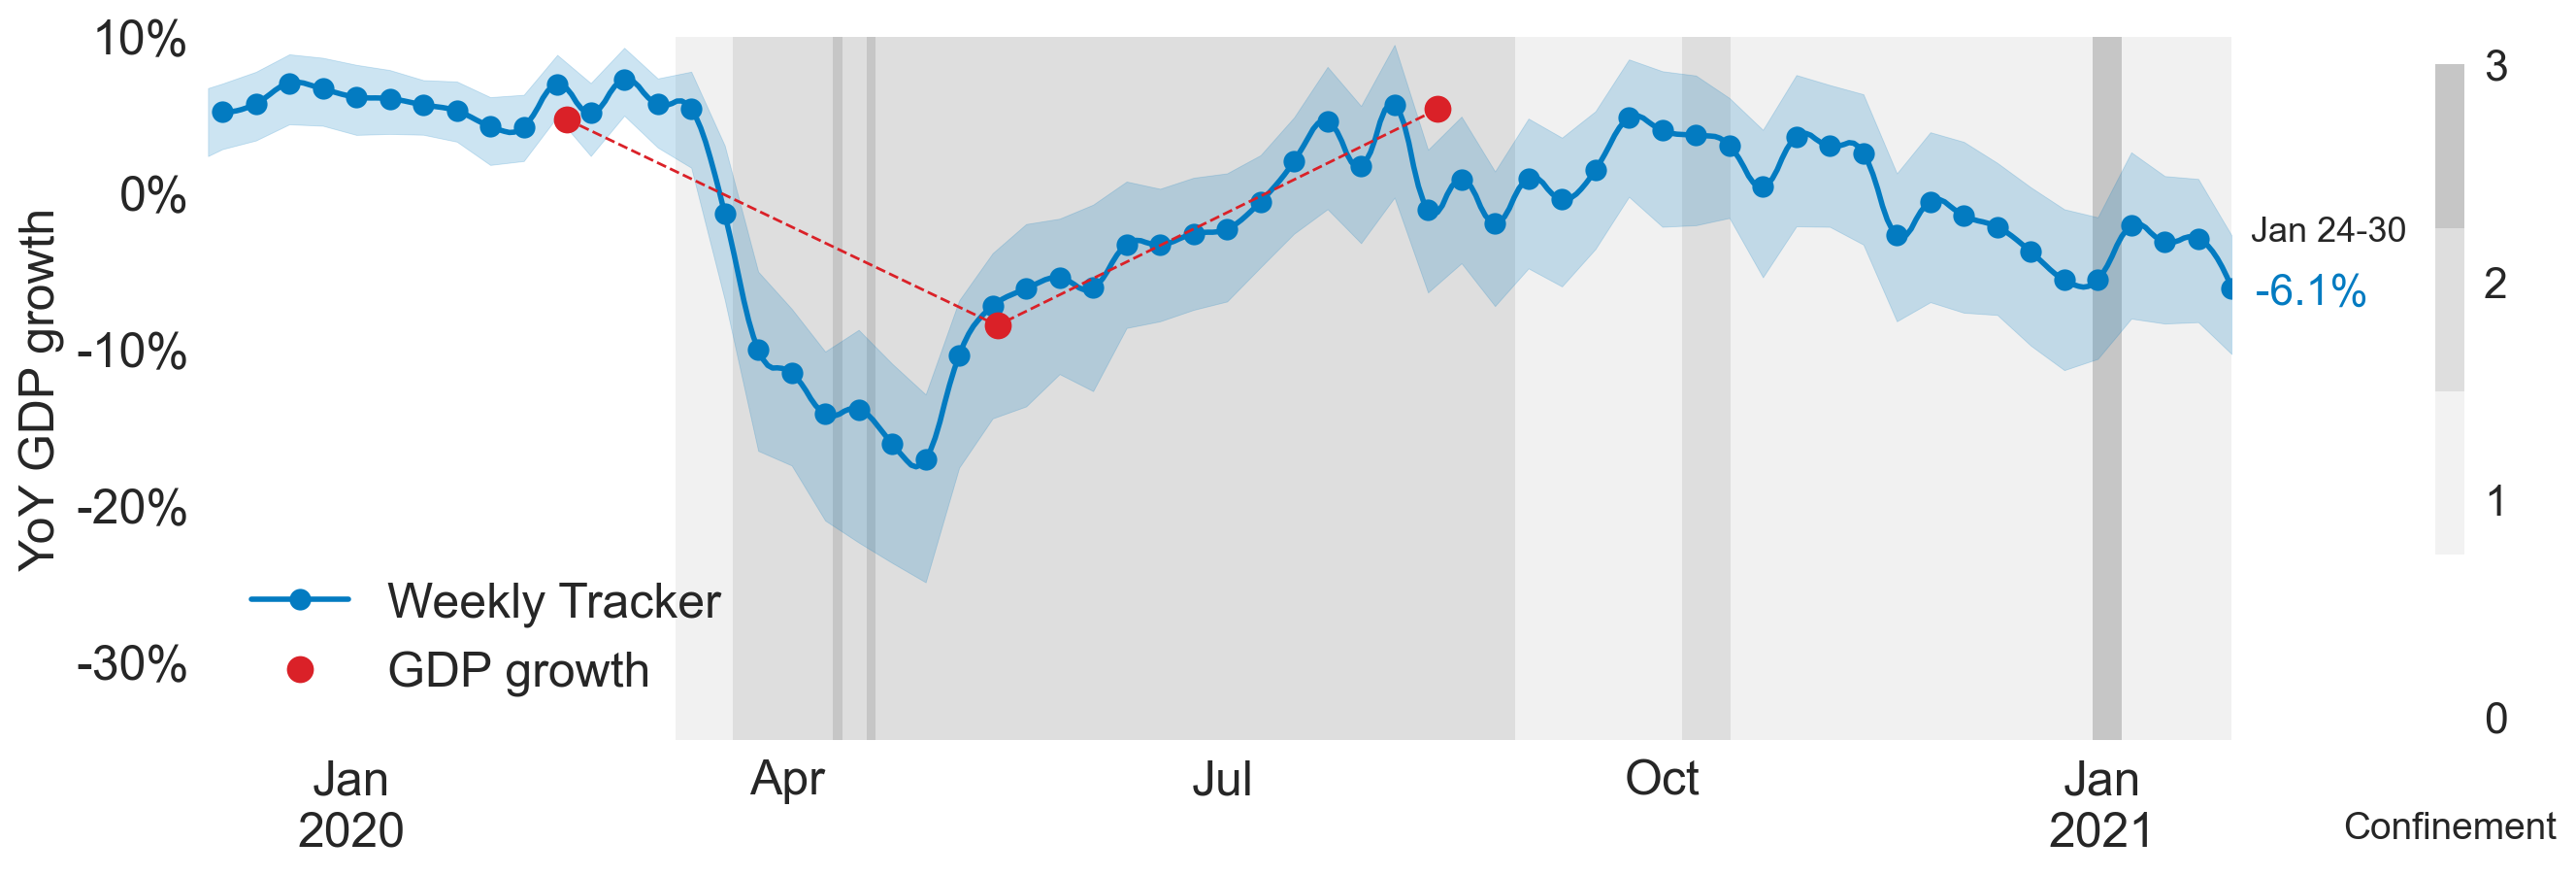 10%
0%
-10%
-20%
-30%
YoY GDP growth
Weekly Tracker
GDP growth
Jan
2020
Apr
Jul
Oct
Jan
2021
Jan 24-30
-6.1%
3
2
1
0
Confinement